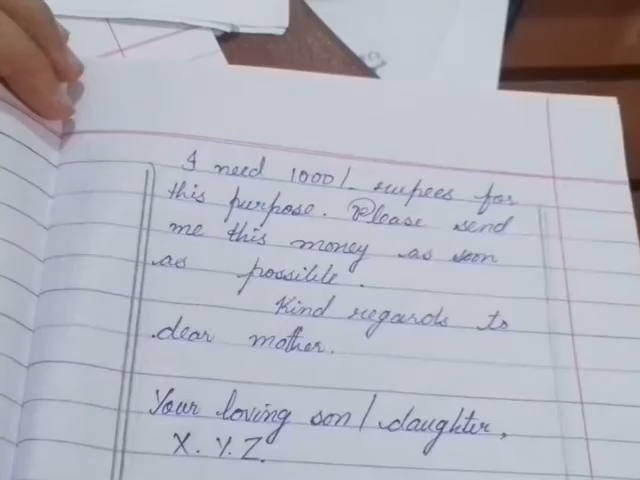 I need 1000/- rupees for
this purpose. Please send
me this money as soon
as possible.
Kind regards to
dear mother.
Your loving son/daughter,
X.Y.Z.